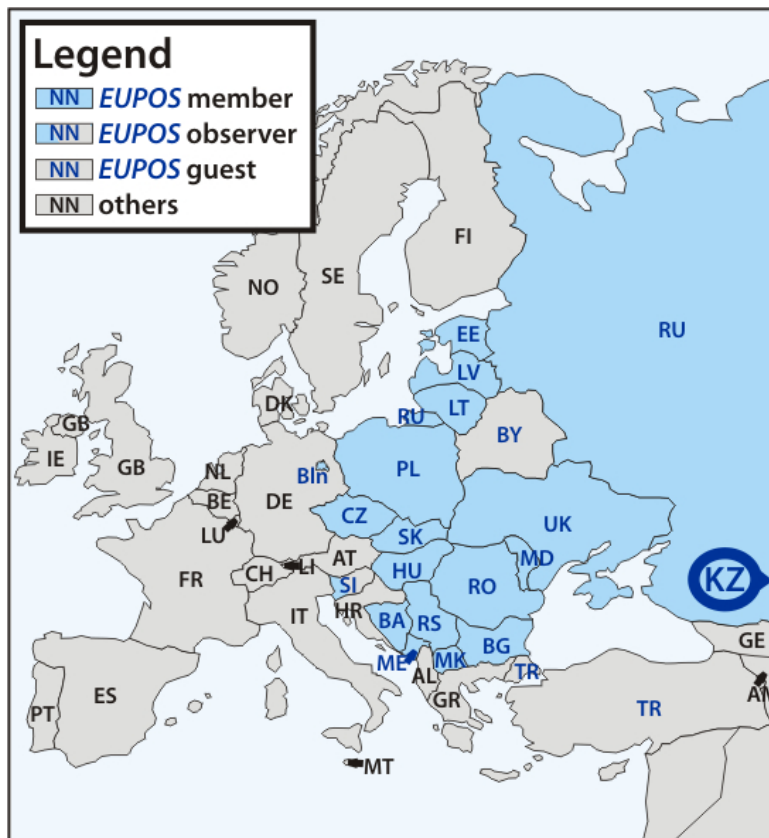 Legend
NN EUPOS member
NN EUPOS observer
NN EUPOS guest
NN others
FI
NO
SE
RU
EE
LV
DK
LT
RU
GB
BY
IE
GB
NL
Bln
PL
BE
DE
CZ
UK
LU
SK
AT
MD
FR
CH
LI
HU
KZ
SI
RO
HR
IT
BA
RS
GE
BG
ME
MK
TR
AL
AM
ES
GR
PT
TR
MT